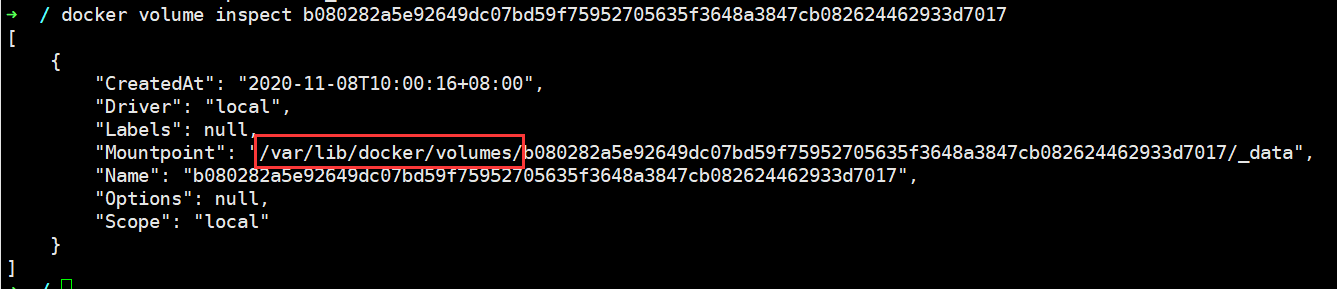 ➜ / docker volume inspect b080282a5e92649dc07bd59f75952705635f3648a3847cb082624462933d7017
[
    {
        "CreatedAt": "2020-11-08T10:00:16+08:00",
        "Driver": "local",
        "Labels": null,
        "Mountpoint": "/var/lib/docker/volumes/b080282a5e92649dc07bd59f75952705635f3648a3847cb082624462933d7017/_data",
        "Name": "b080282a5e92649dc07bd59f75952705635f3648a3847cb082624462933d7017",
        "Options": null,
        "Scope": "local"
    }
]
➜ /